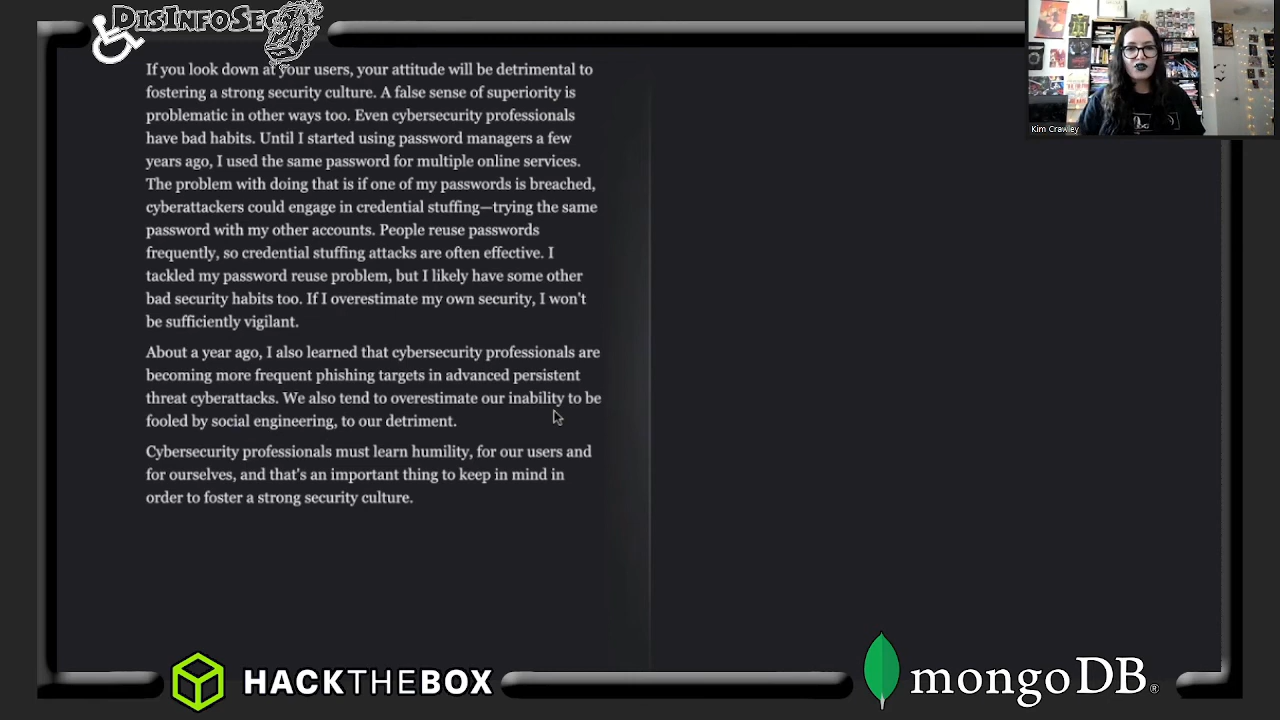 DISINFOSEC
Kim Crawley
If you look down at your users, your attitude will be detrimental to
fostering a strong security culture. A false sense of superiority is
problematic in other ways too. Even cybersecurity professionals
have bad habits. Until I started using password managers a few
years ago, I used the same password for multiple online services.
The problem with doing that is if one of my passwords is breached,
cyberattackers could engage in credential stuffing—trying the same
password with my other accounts. People reuse passwords
frequently, so credential stuffing attacks are often effective. I
tackled my password reuse problem, but I likely have some other
bad security habits too. If I overestimate my own security, I won't
be sufficiently vigilant.
About a year ago, I also learned that cybersecurity professionals are
becoming more frequent phishing targets in advanced persistent
threat cyberattacks. We also tend to overestimate our inability to be
fooled by social engineering, to our detriment.
Cybersecurity professionals must learn humility, for our users and
for ourselves, and that's an important thing to keep in mind in
order to foster a strong security culture.
HACKTHEBOX
mongoDB®